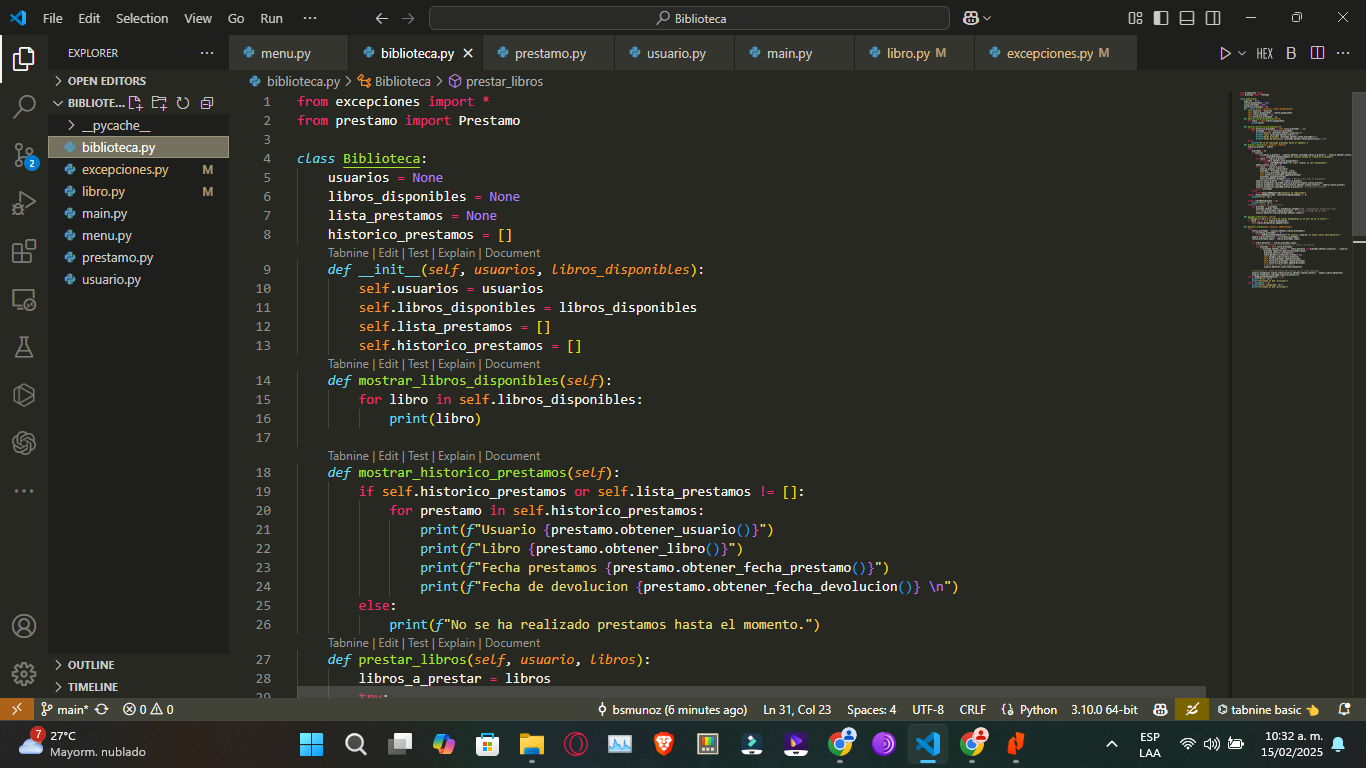 File Edit Selection View Go Run ··· Biblioteca
EXPLORER ···
OPEN EDITORS
BIBLIOTE...
__pycache__
biblioteca.py
excepciones.py M
libro.py M
main.py
menu.py
prestamo.py
usuario.py
OUTLINE
TIMELINE
2
menu.py biblioteca.py prestamo.py usuario.py main.py libro.py M excepciones.py M HEX B
biblioteca.py > Biblioteca > prestar_libros
1 from excepciones import *
2 from prestamo import Prestamo
3
4 class Biblioteca:
5 usuarios = None
6 libros_disponibles = None
7 lista_prestamos = None
8 historico_prestamos = []
Tabnine | Edit | Test | Explain | Document
9 def __init__(self, usuarios, libros_disponibles):
10 self.usuarios = usuarios
11 self.libros_disponibles = libros_disponibles
12 self.lista_prestamos = []
13 self.historico_prestamos = []
Tabnine | Edit | Test | Explain | Document
14 def mostrar_libros_disponibles(self):
15 for libro in self.libros_disponibles:
16 print(libro)
17
Tabnine | Edit | Test | Explain | Document
18 def mostrar_historico_prestamos(self):
19 if self.historico_prestamos or self.lista_prestamos != []:
20 for prestamo in self.historico_prestamos:
21 print(f"Usuario {prestamo.obtener_usuario()}")
22 print(f"Libro {prestamo.obtener_libro()}")
23 print(f"Fecha prestamos {prestamo.obtener_fecha_prestamo()}")
24 print(f"Fecha de devolucion {prestamo.obtener_fecha_devolucion()} \n")
25 else:
26 print(f"No se ha realizado prestamos hasta el momento.")
Tabnine | Edit | Test | Explain | Document
27 def prestar_libros(self, usuario, libros):
28 libros_a_prestar = libros
29 try:
main* 0 0 bsmunoz (6 minutes ago) Ln 31, Col 23 Spaces: 4 UTF-8 CRLF Python 3.10.0 64-bit tabnine basic
7 27°C
Mayorm. nublado
ESP
LAA
10:32 a. m.
15/02/2025